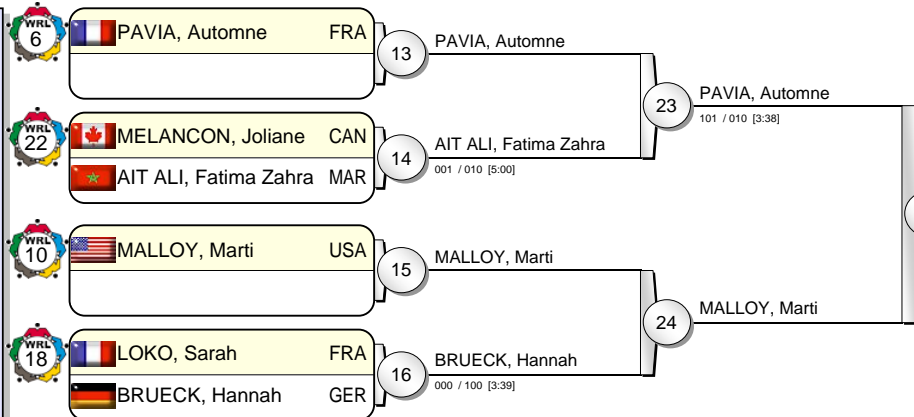 WRL
6
PAVIA, Automne FRA
13
PAVIA, Automne
23
PAVIA, Automne
101 / 010 [3:38]
WRL
22
MELANCON, Joliane CAN
AIT ALI, Fatima Zahra MAR
14
AIT ALI, Fatima Zahra
001 / 010 [5:00]
WRL
10
MALLOY, Marti USA
15
MALLOY, Marti
24
MALLOY, Marti
WRL
18
LOKO, Sarah FRA
BRUECK, Hannah GER
16
BRUECK, Hannah
000 / 100 [3:39]